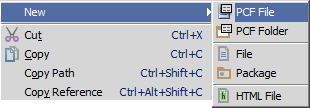 New
Cut Ctrl+X
Copy Ctrl+C
Copy Path Ctrl+Shift+C
Copy Reference Ctrl+Alt+Shift+C
PCF File
PCF Folder
File
Package
HTML File